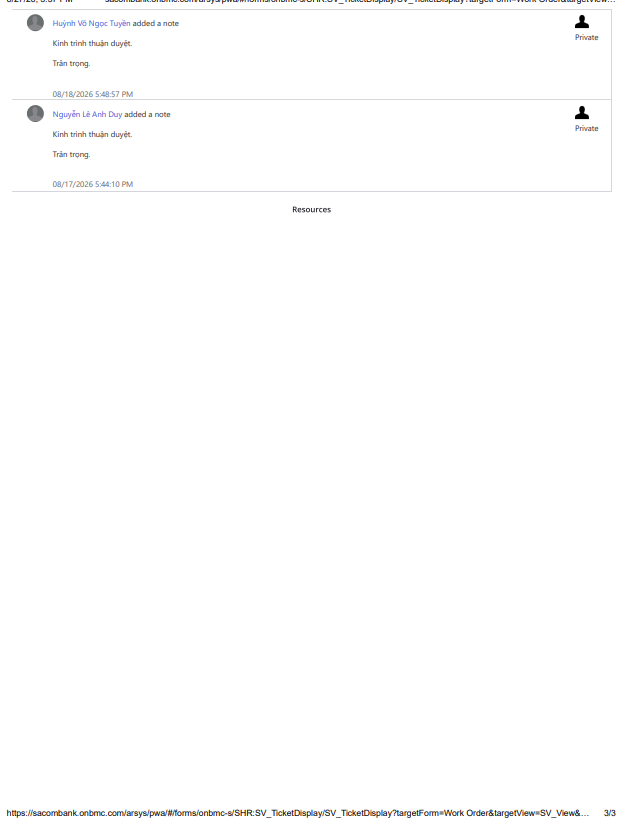 Huỳnh Võ Ngọc Tuyền added a note
Private
Kính trình thuận duyệt.
Trân trọng.
08/18/2026 5:48:57 PM
Nguyễn Lê Anh Duy added a note
Private
Kính trình thuận duyệt.
Trân trọng.
08/17/2026 5:44:10 PM
Resources
https://sacombank.onbmc.com/arsys/pwa/#/forms/onbmc-s/SHR:SV_TicketDisplay/SV_TicketDisplay?targetForm=Work Order&targetView=SV_View&… 3/3